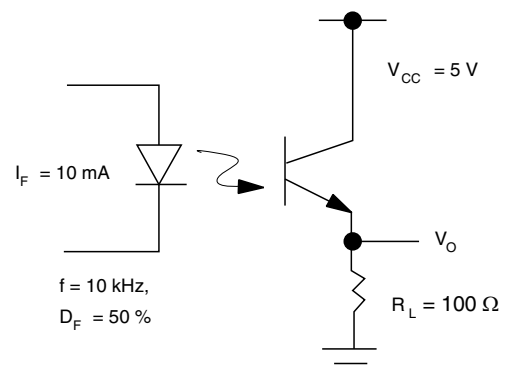 V_CC = 5 V
I_F = 10 mA
V_O
f = 10 kHz,
D_F = 50 %
R_L = 100 Ω